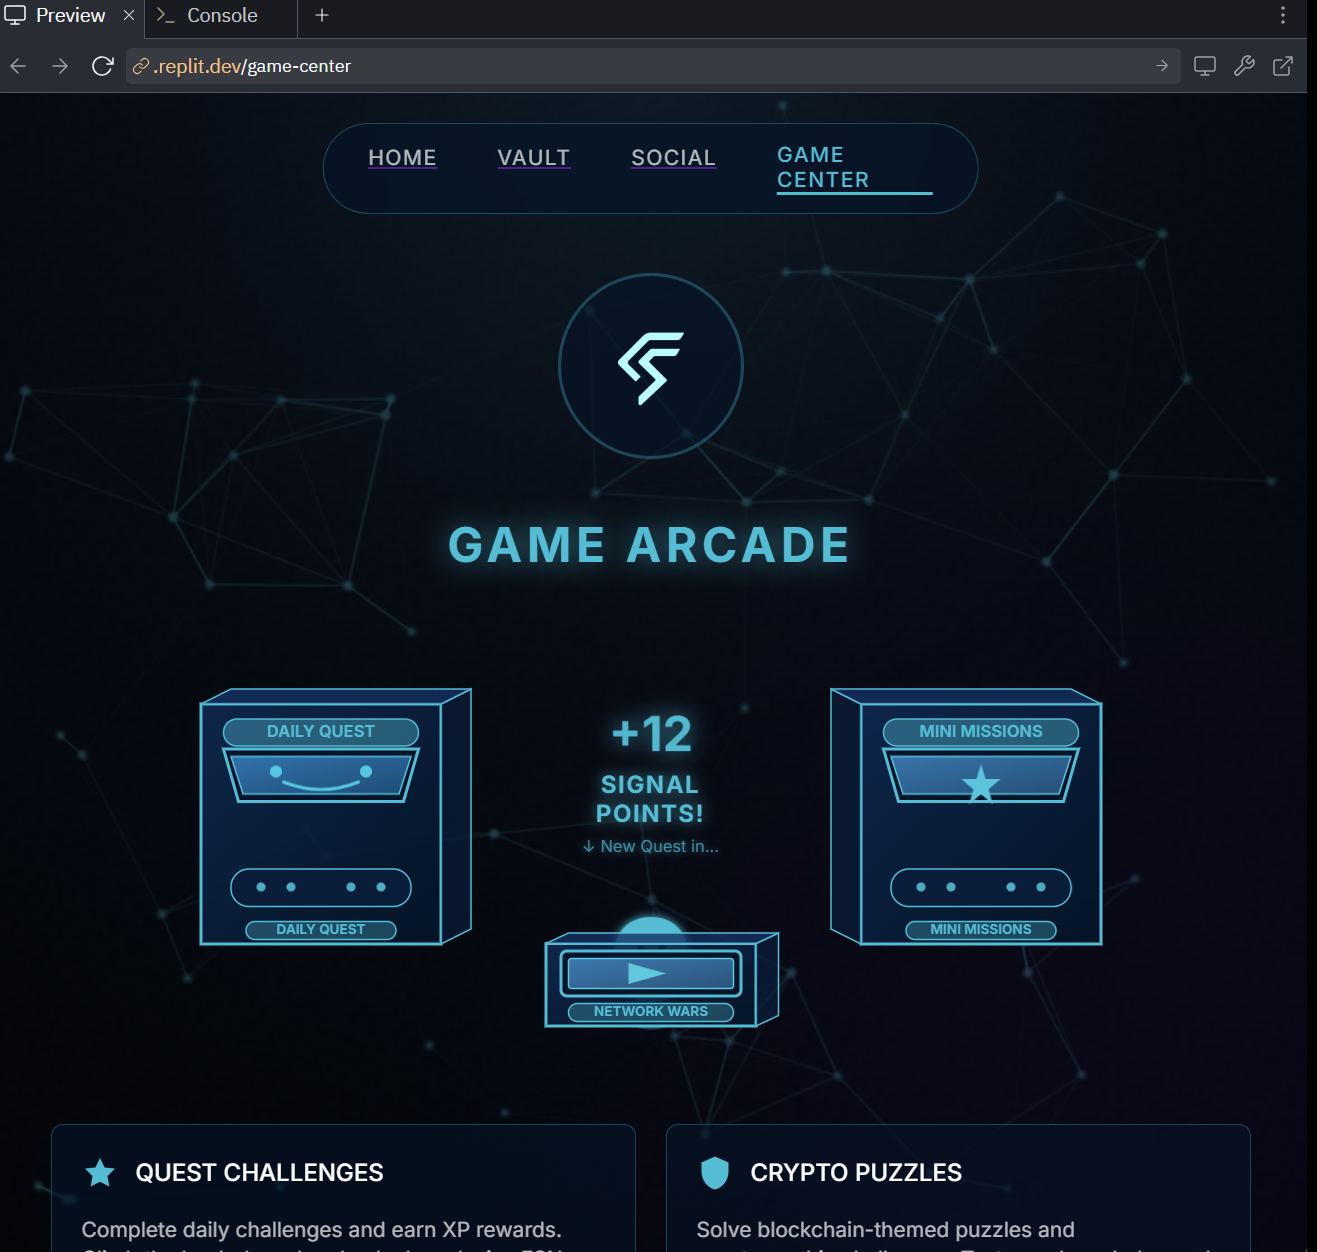 Preview
Console
.replit.dev/game-center
HOME
VAULT
SOCIAL
GAME
CENTER
GAME ARCADE
DAILY QUEST
DAILY QUEST
+12
SIGNAL
POINTS!
↓ New Quest in...
MINI MISSIONS
MINI MISSIONS
NETWORK WARS
QUEST CHALLENGES
Complete daily challenges and earn XP rewards.
CRYPTO PUZZLES
Solve blockchain-themed puzzles and